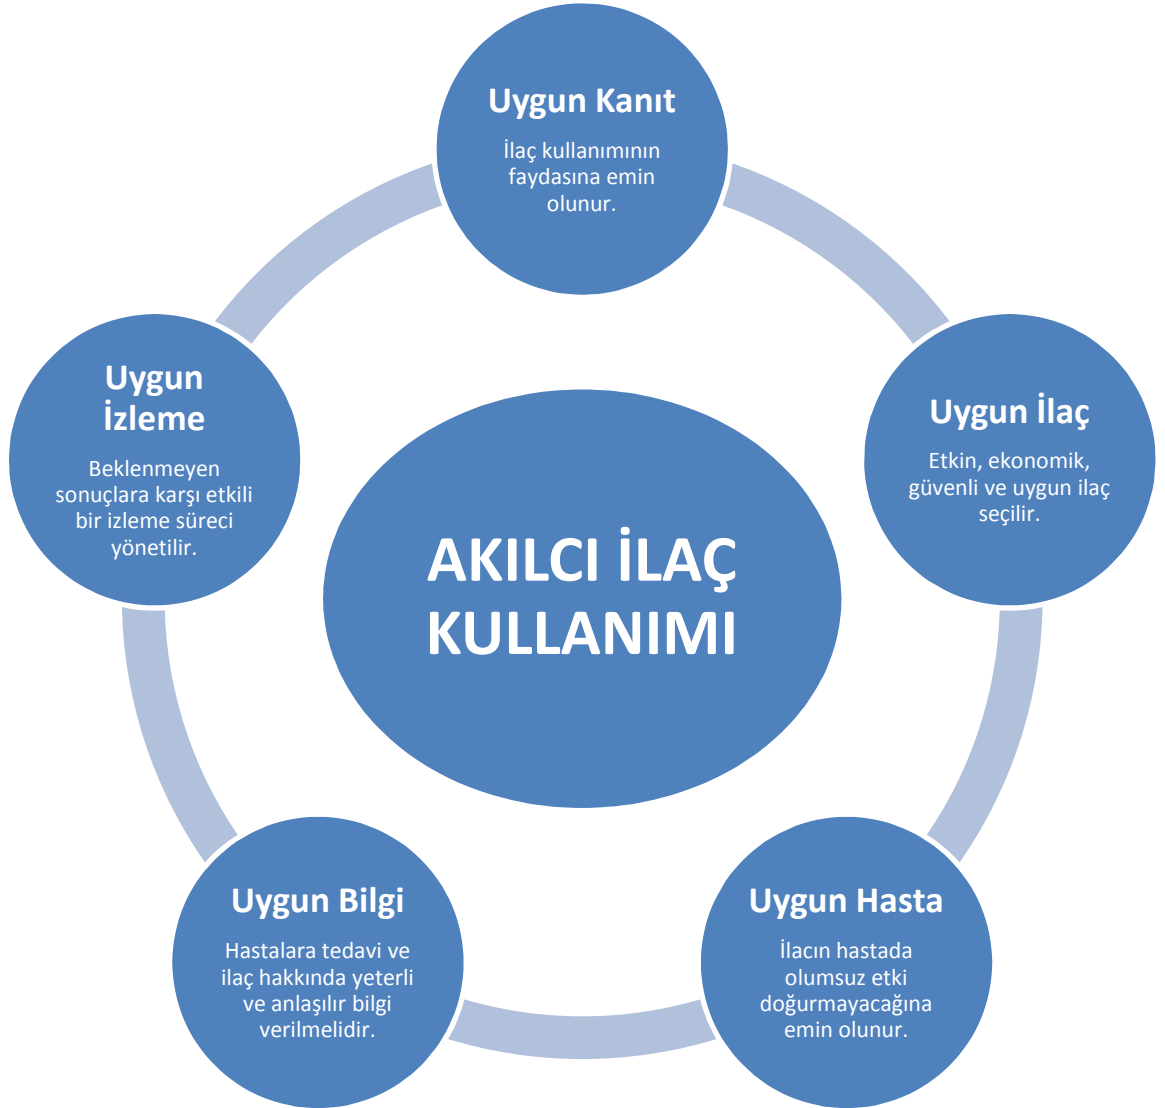 Uygun Kanıt
İlaç kullanımının
faydasına emin
olunur.
Uygun İlaç
Etkin, ekonomik,
güvenli ve uygun ilaç
seçilir.
Uygun Hasta
İlacın hastada
olumsuz etki
doğurmayacağına
emin olunur.
Uygun Bilgi
Hastalara tedavi ve
ilaç hakkında yeterli
ve anlaşılır bilgi
verilmelidir.
Uygun
İzleme
Beklenmeyen
sonuçlara karşı etkili
bir izleme süreci
yönetilir.
AKILCI İLAÇ
KULLANIMI